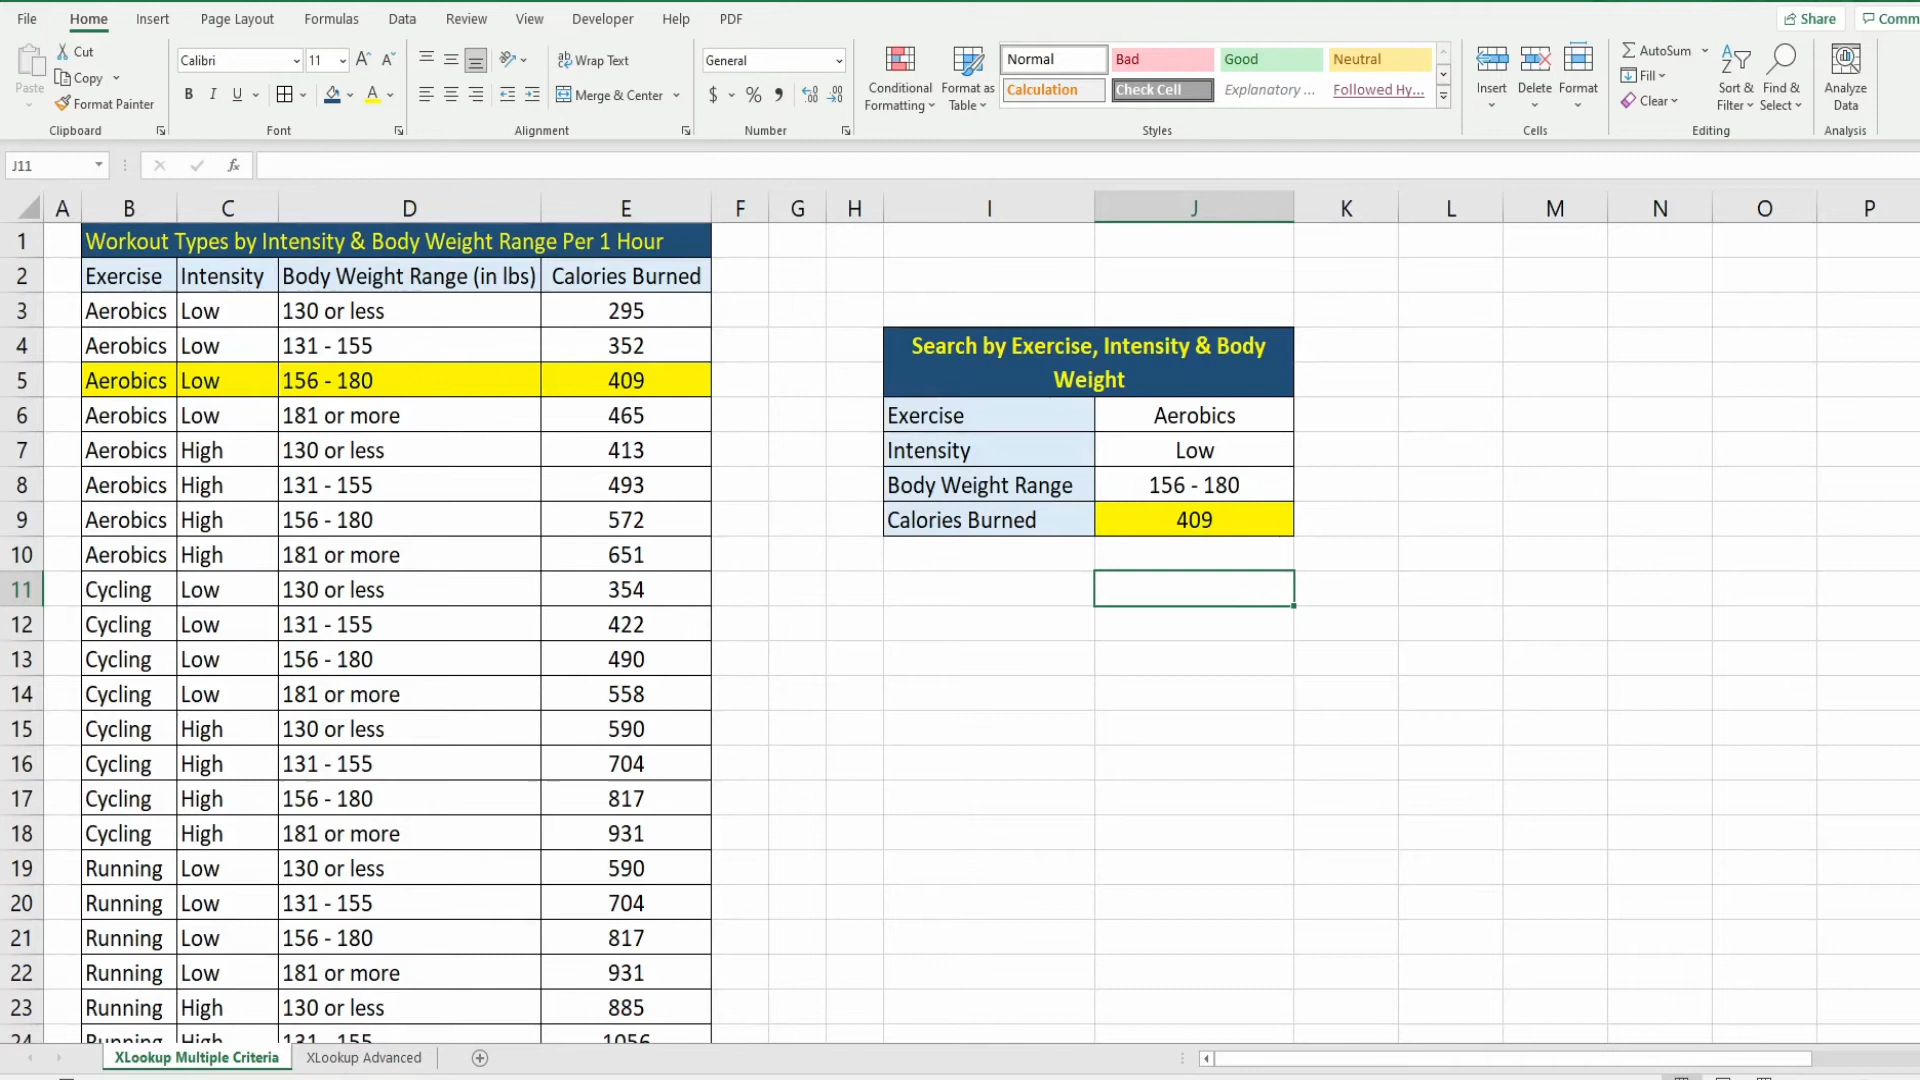 File Home Insert Page Layout Formulas Data Review View Developer Help PDF Share Comm
Paste Cut Copy Format Painter Clipboard
Calibri 11 A A B I U A Font
Wrap Text Merge & Center Alignment
General $ % 9 Number
Conditional Formatting Format as Table
Normal Bad Good Neutral
Calculation Check Cell Explanatory ... Followed Hy...
Styles
Insert Delete Format Cells
AutoSum Fill Clear Sort & Filter Find & Select Editing
Analyze Data Analysis
J11 fx
A B C D E F G H I J K L M N O P
1 Workout Types by Intensity & Body Weight Range Per 1 Hour
2 Exercise Intensity Body Weight Range (in lbs) Calories Burned
3 Aerobics Low 130 or less 295
4 Aerobics Low 131 - 155 352 Search by Exercise, Intensity & Body
5 Aerobics Low 156 - 180 409 Weight
6 Aerobics Low 181 or more 465 Exercise Aerobics
7 Aerobics High 130 or less 413 Intensity Low
8 Aerobics High 131 - 155 493 Body Weight Range 156 - 180
9 Aerobics High 156 - 180 572 Calories Burned 409
10 Aerobics High 181 or more 651
11 Cycling Low 130 or less 354
12 Cycling Low 131 - 155 422
13 Cycling Low 156 - 180 490
14 Cycling Low 181 or more 558
15 Cycling High 130 or less 590
16 Cycling High 131 - 155 704
17 Cycling High 156 - 180 817
18 Cycling High 181 or more 931
19 Running Low 130 or less 590
20 Running Low 131 - 155 704
21 Running Low 156 - 180 817
22 Running Low 181 or more 931
23 Running High 130 or less 885
24 Running High 131 - 155 1056
XLookup Multiple Criteria XLookup Advanced